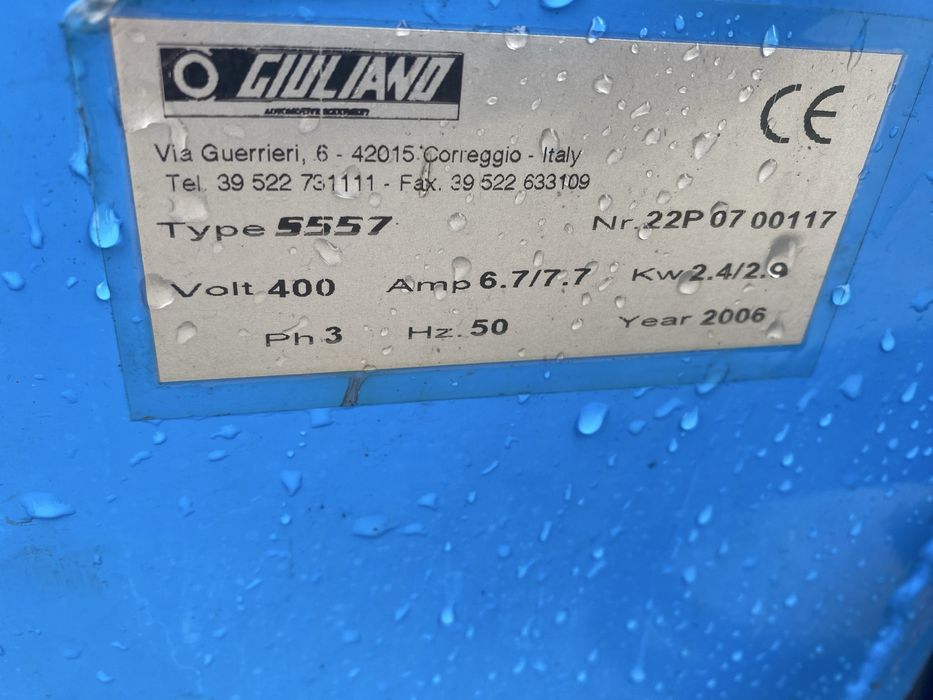 GIULIANO
AUTOMOTIVE EQUIPMENT
CE
Via Guerrieri, 6 - 42015 Correggio - Italy
Tel. 39 522 731111 - Fax. 39 522 633109
Type S557 Nr. 22P 07 00117
Volt 400 Amp 6.7/7.7 Kw 2.4/2.9
Ph 3 Hz. 50 Year 2006